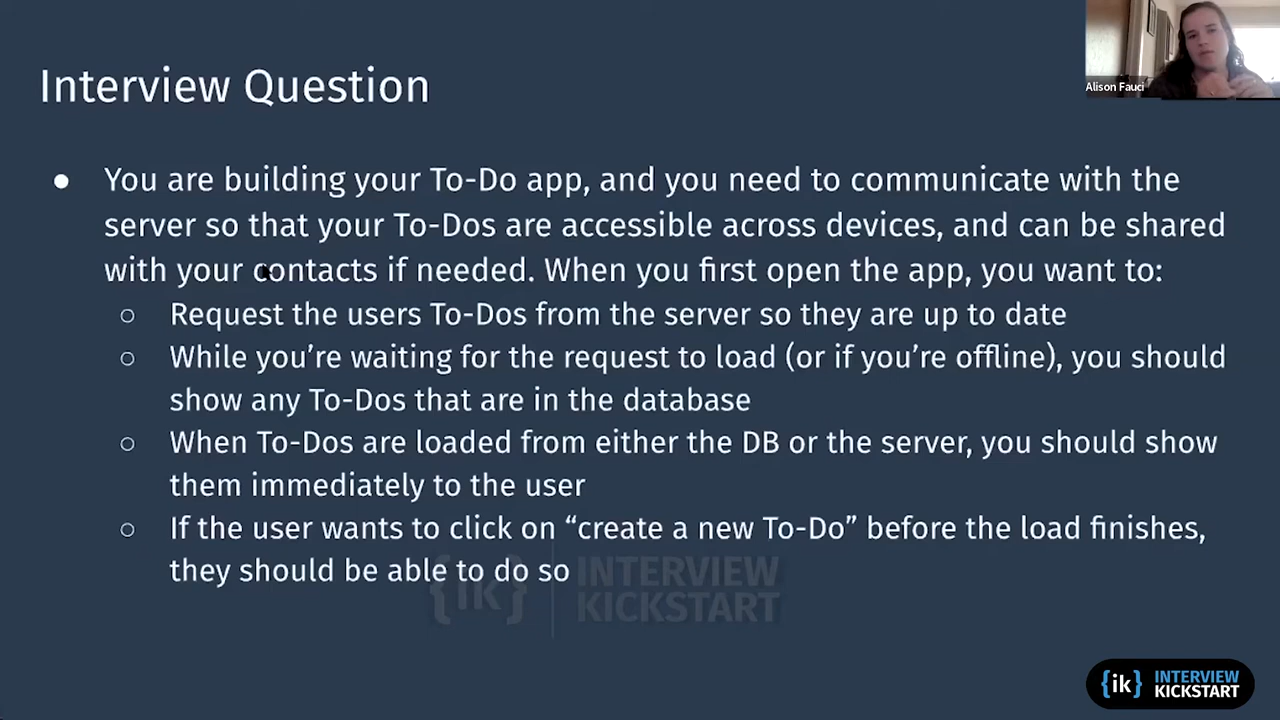 Interview Question
Alison Fauci
● You are building your To-Do app, and you need to communicate with the
server so that your To-Dos are accessible across devices, and can be shared
with your contacts if needed. When you first open the app, you want to:
○ Request the users To-Dos from the server so they are up to date
○ While you’re waiting for the request to load (or if you’re offline), you should
show any To-Dos that are in the database
○ When To-Dos are loaded from either the DB or the server, you should show
them immediately to the user
○ If the user wants to click on “create a new To-Do” before the load finishes,
they should be able to do so
{ik} INTERVIEW
KICKSTART
{ik} INTERVIEW
KICKSTART